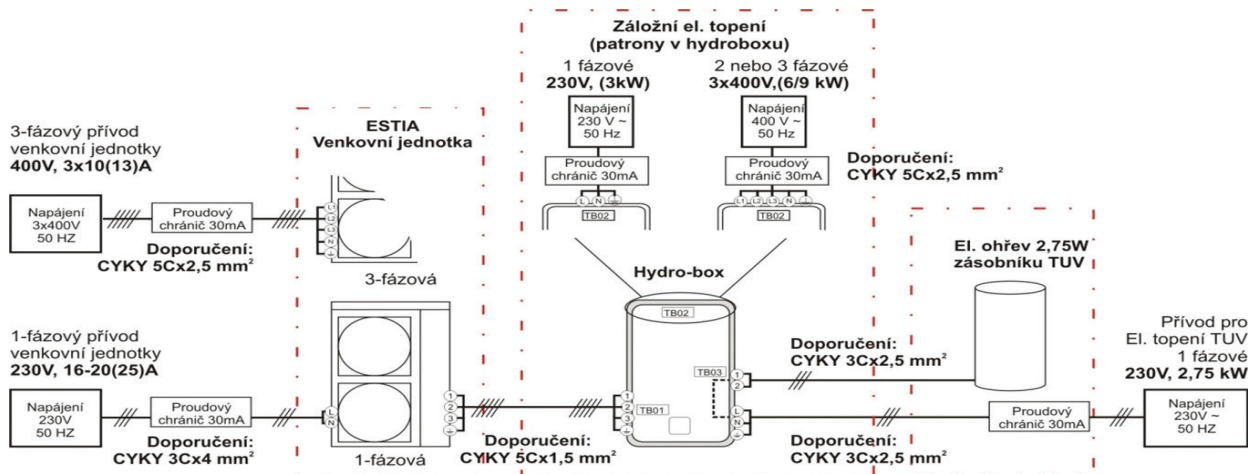 Záložní el. topení
(patrony v hydroboxu)
1 fázové
230V, (3kW)
2 nebo 3 fázové
3x400V,(6/9 kW)
Napájení
230 V ~
50 Hz
Napájení
400 V ~
50 Hz
Proudový
chránič 30mA
Proudový
chránič 30mA
Doporučení:
CYKY 5Cx2,5 mm²
L N
TB02
L1 L2 L3 N
TB02
ESTIA
Venkovní jednotka
3-fázový přívod
venkovní jednotky
400V, 3x10(13)A
Napájení
3x400V
50 HZ
Proudový
chránič 30mA
Doporučení:
CYKY 5Cx2,5 mm²
N
3-fázová
Hydro-box
TB02
TB03
1
2
TB01
1
2
3
L
N
El. ohřev 2,75W
zásobníku TUV
Doporučení:
CYKY 3Cx2,5 mm²
Přívod pro
El. topení TUV
1 fázové
230V, 2,75 kW
Napájení
230V ~
50 HZ
Proudový
chránič 30mA
Doporučení:
CYKY 3Cx2,5 mm²
1-fázový přívod
venkovní jednotky
230V, 16-20(25)A
Napájení
230V
50 HZ
Proudový
chránič 30mA
Doporučení:
CYKY 3Cx4 mm²
L
N
1
2
3
1-fázová
Doporučení:
CYKY 5Cx1,5 mm²